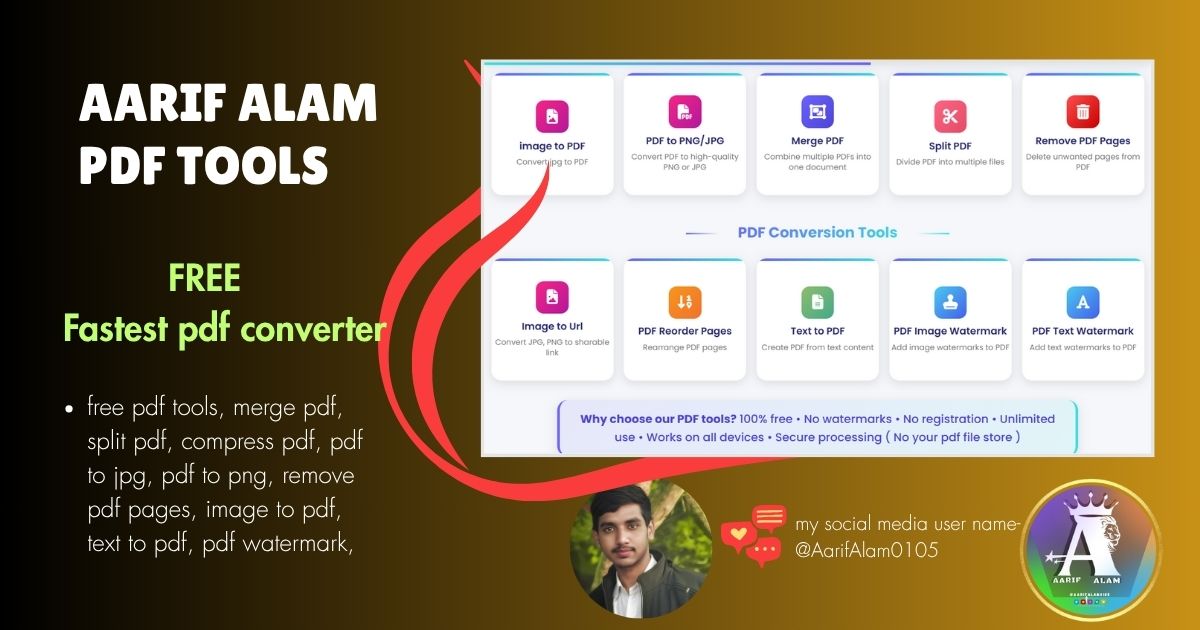 AARIF ALAM
PDF TOOLS
FREE
Fastest pdf converter
• free pdf tools, merge pdf,
split pdf, compress pdf, pdf
to jpg, pdf to png, remove
pdf pages, image to pdf,
text to pdf, pdf watermark,
image to PDF
Convert jpg to PDF
PDF to PNG/JPG
Convert PDF to high-quality
PNG or JPG
Merge PDF
Combine multiple PDFs into
one document
Split PDF
Divide PDF into multiple files
Remove PDF Pages
Delete unwanted pages from
PDF
PDF Conversion Tools
Image to Url
Convert JPG, PNG to sharable
link
PDF Reorder Pages
Rearrange PDF pages
Text to PDF
Create PDF from text content
PDF Image Watermark
Add image watermarks to PDF
PDF Text Watermark
Add text watermarks to PDF
Why choose our PDF tools? 100% free • No watermarks • No registration • Unlimited
use • Works on all devices • Secure processing ( No your pdf file store )
my social media user name-
@AarifAlam0105
A
AARIF ALAM